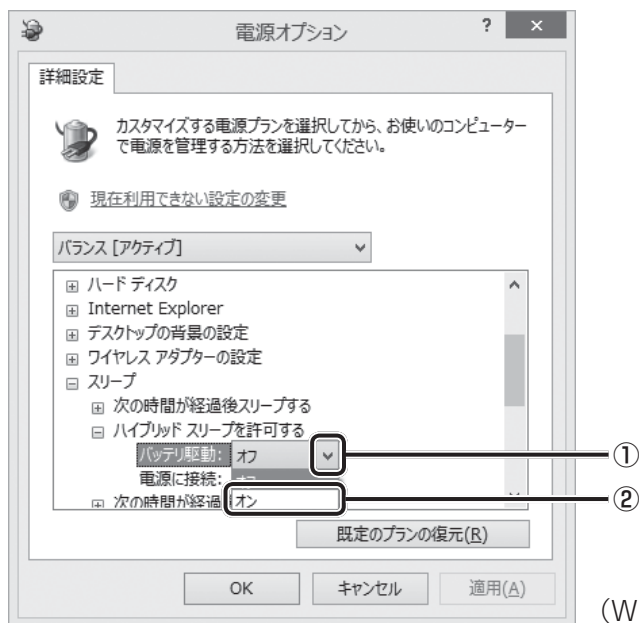 電源オプション
? ×
詳細設定
カスタマイズする電源プランを選択してから、お使いのコンピューター
で電源を管理する方法を選択してください。
現在利用できない設定の変更
バランス [アクティブ]
ハード ディスク
Internet Explorer
デスクトップの背景の設定
ワイヤレス アダプターの設定
スリープ
次の時間が経過後スリープする
ハイブリッド スリープを許可する
バッテリ駆動: オフ ①
電源に接続: オフ
次の時間が経過 オン ②
既定のプランの復元(R)
OK キャンセル 適用(A)
(W